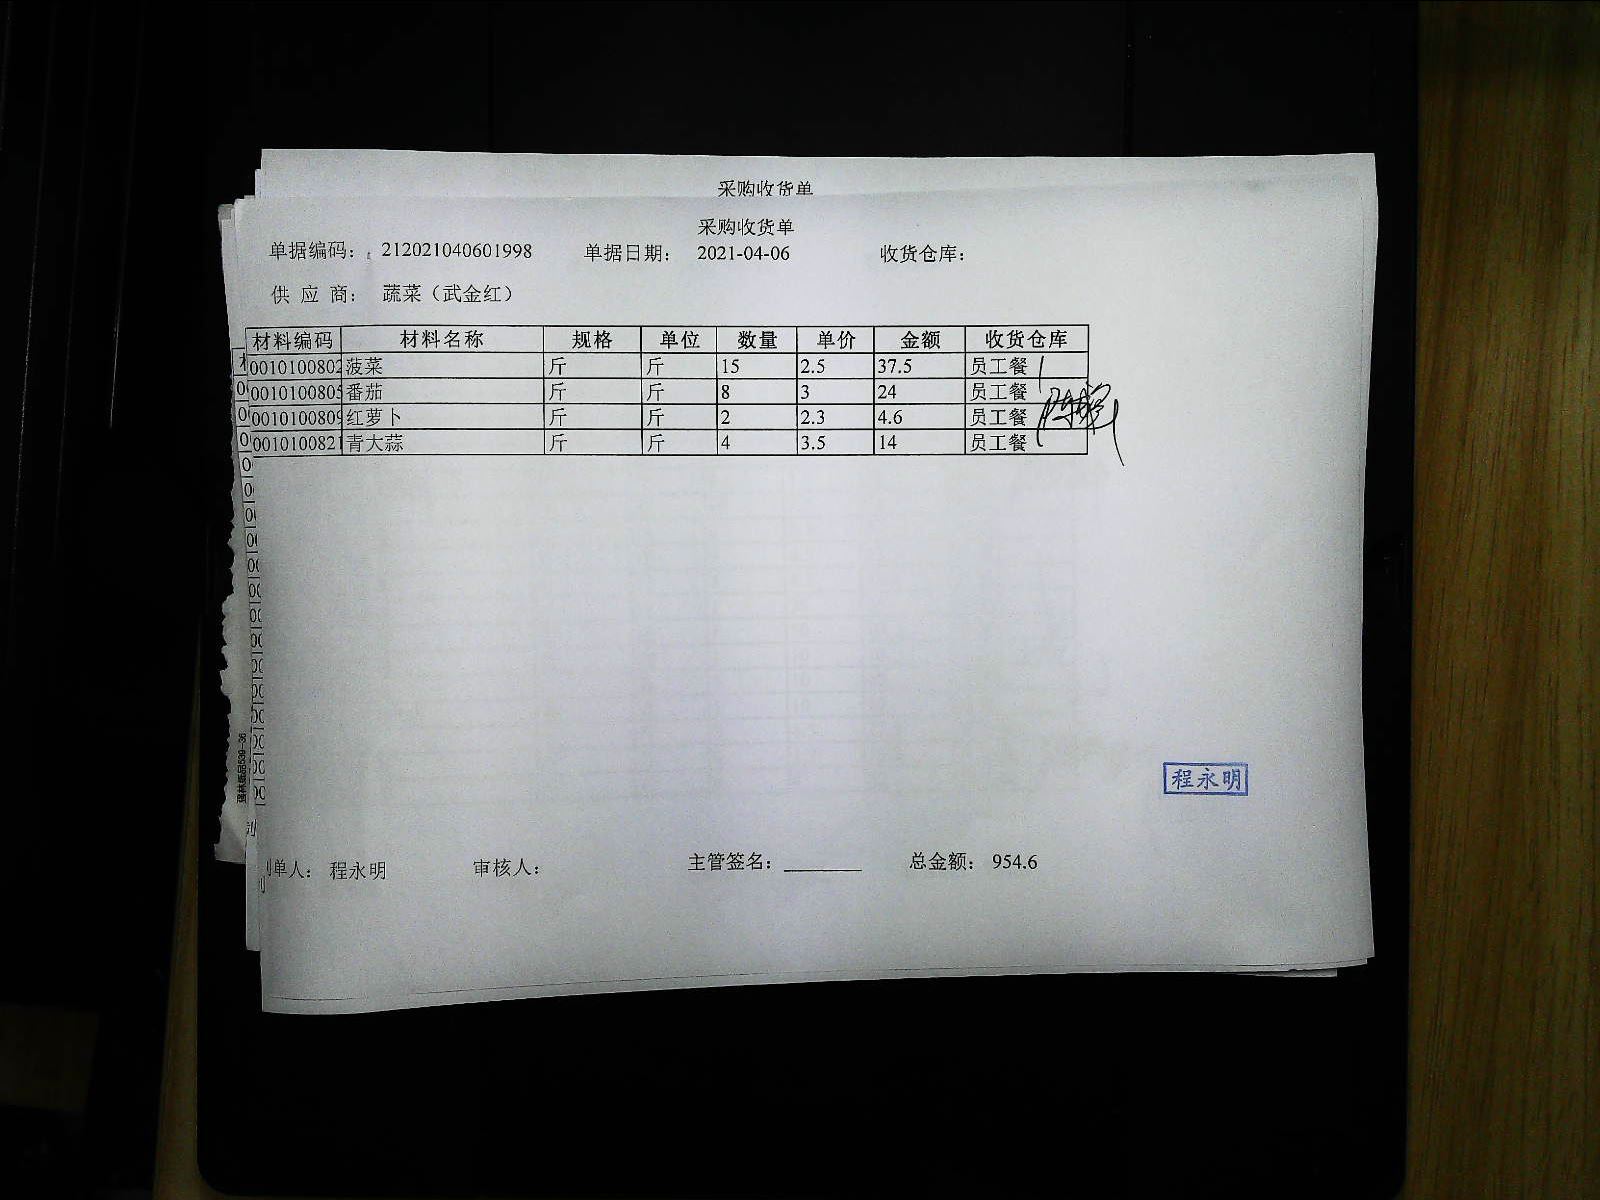 采购收货单
采购收货单
单据编码： 212021040601998 单据日期： 2021-04-06 收货仓库：
供 应 商： 蔬菜（武金红）
材料编码 材料名称 规格 单位 数量 单价 金额 收货仓库
0010100802 菠菜 斤 斤 15 2.5 37.5 员工餐
0010100805 番茄 斤 斤 8 3 24 员工餐
0010100809 红萝卜 斤 斤 2 2.3 4.6 员工餐
0010100821 青大蒜 斤 斤 4 3.5 14 员工餐
程永明
单人： 程永明 审核人： 主管签名： 总金额： 954.6